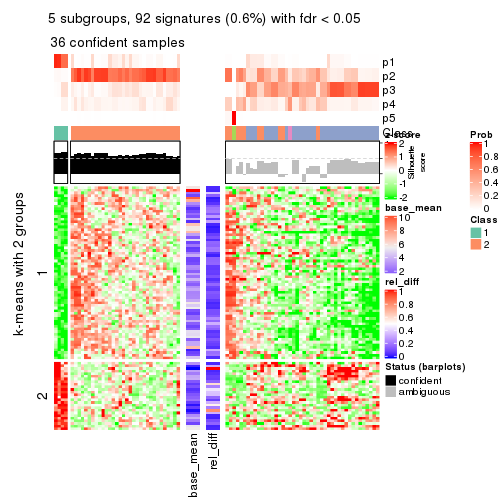 5 subgroups, 92 signatures (0.6%) with fdr < 0.05
36 confident samples
p1
p2
p3
p4
p5
Class
z-score
2
1
0
-1
-2
Silhouette
score
Prob
1
0.8
0.6
0.4
0.2
0
Class
1
2
base_mean
10
8
6
4
2
rel_diff
1
0.8
0.6
0.4
0.2
0
Status (barplots)
confident
ambiguous
k-means with 2 groups
1
2
base_mean
rel_diff